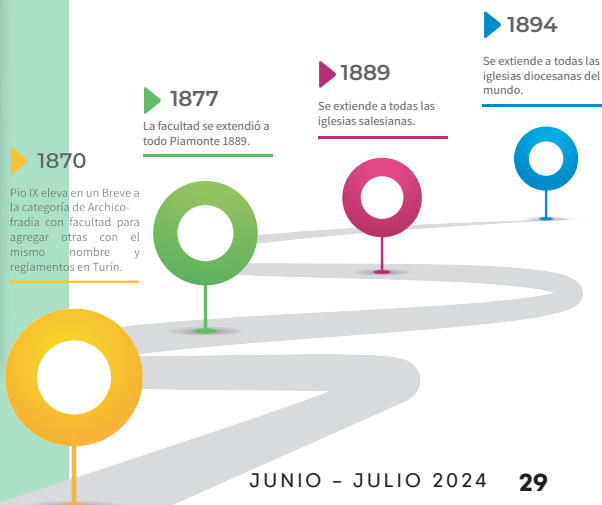 1870
Pío IX eleva en un Breve a
la categoría de Archico-
fradía con facultad para
agregar otras con el
mismo nombre y
reglamentos en Turín.
1877
La facultad se extendió a
todo Piamonte 1889.
1889
Se extiende a todas las
iglesias salesianas.
1894
Se extiende a todas las
iglesias diocesanas del
mundo.
JUNIO – JULIO 2024 29